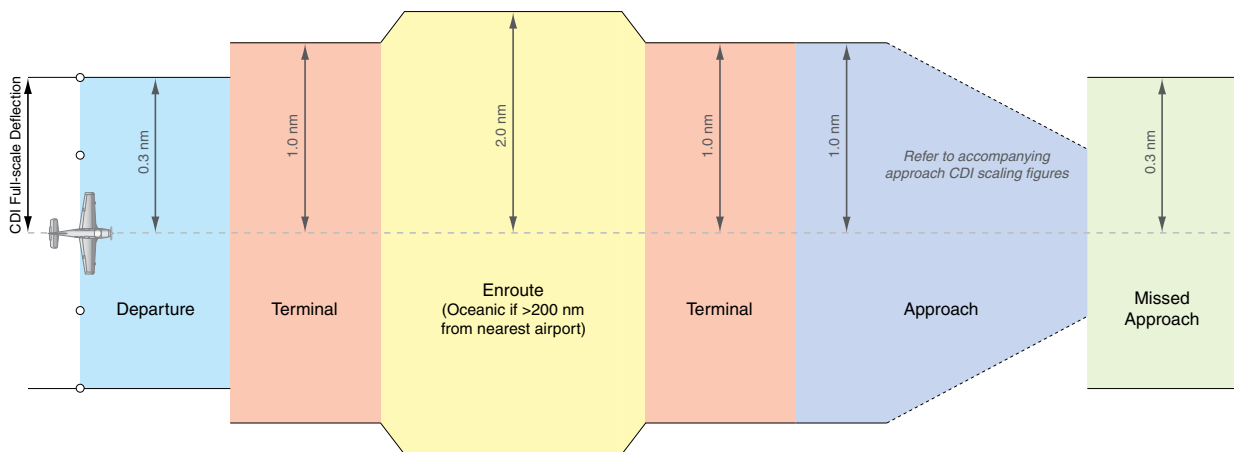 CDI Full-scale Deflection
0.3 nm
1.0 nm
2.0 nm
1.0 nm
1.0 nm
0.3 nm
Refer to accompanying
approach CDI scaling figures
Departure
Terminal
Enroute
(Oceanic if >200 nm
from nearest airport)
Terminal
Approach
Missed
Approach